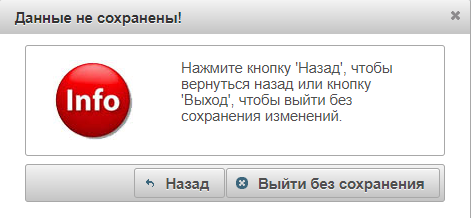 Данные не сохранены!
Info
Нажмите кнопку 'Назад', чтобы
вернуться назад или кнопку
'Выход', чтобы выйти без
сохранения изменений.
Назад
Выйти без сохранения